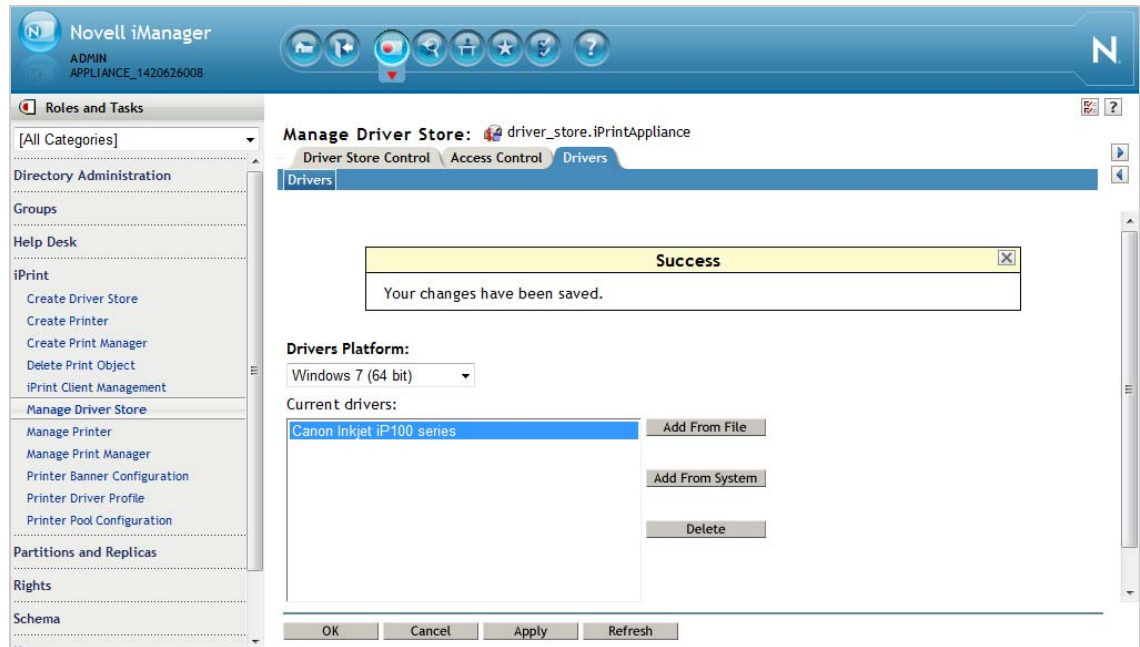 Novell iManager
ADMIN
APPLIANCE_1420626008
N
Roles and Tasks
[All Categories]
Directory Administration
Groups
Help Desk
iPrint
Create Driver Store
Create Printer
Create Print Manager
Delete Print Object
iPrint Client Management
Manage Driver Store
Manage Printer
Manage Print Manager
Printer Banner Configuration
Printer Driver Profile
Printer Pool Configuration
Partitions and Replicas
Rights
Schema
Manage Driver Store: driver_store.iPrintAppliance
Driver Store Control Access Control Drivers
Drivers
Success
Your changes have been saved.
Drivers Platform:
Windows 7 (64 bit)
Current drivers:
Canon Inkjet iP100 series
Add From File
Add From System
Delete
OK Cancel Apply Refresh